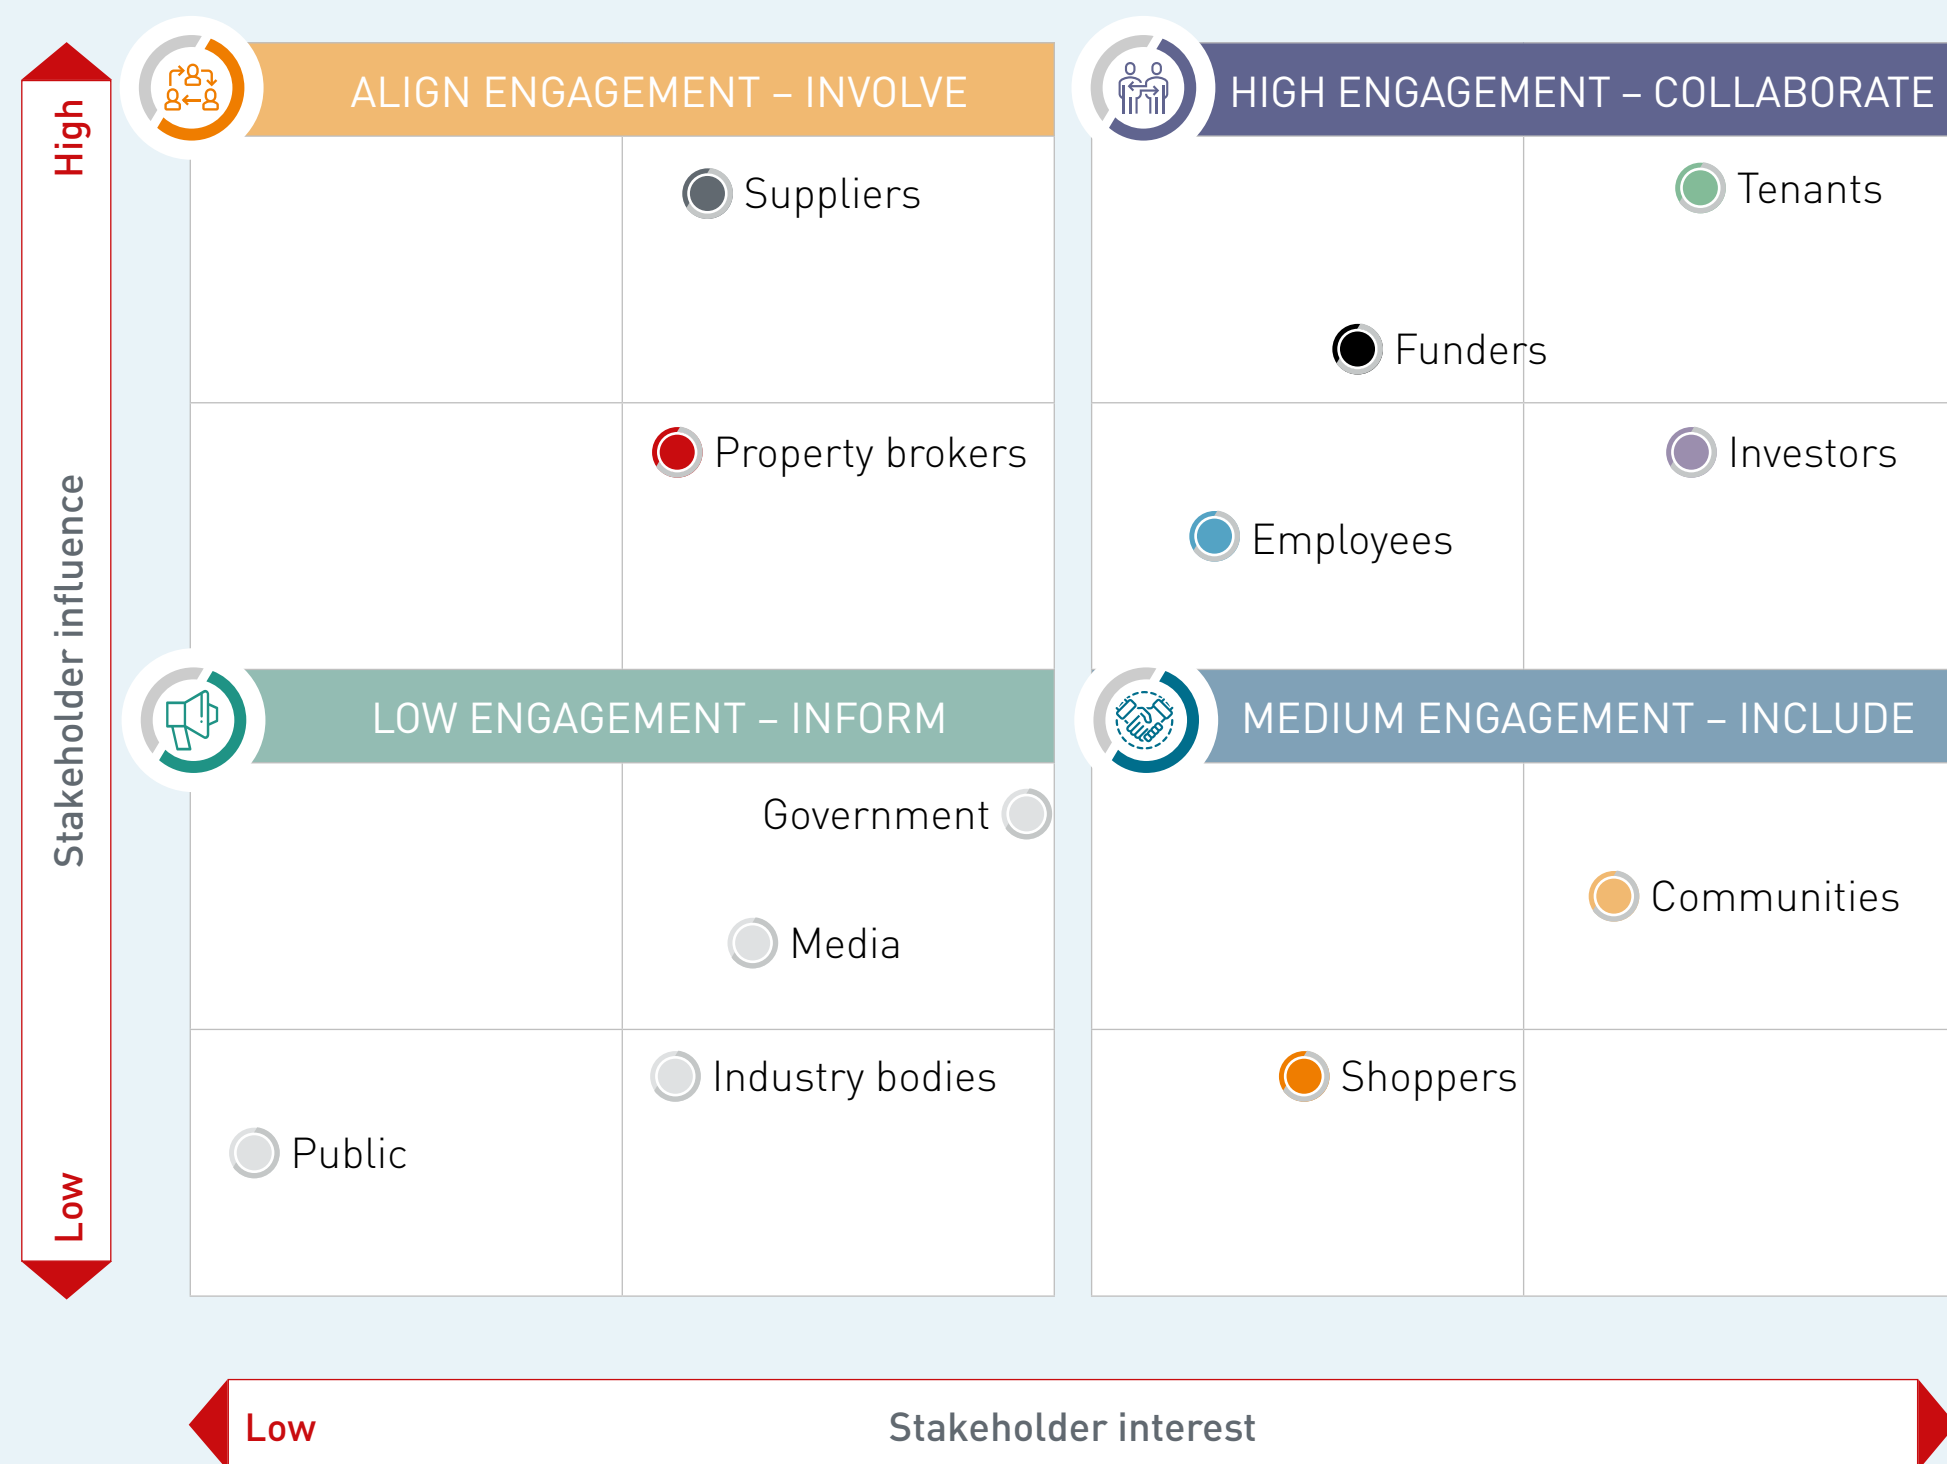 High
Stakeholder influence
Low
ALIGN ENGAGEMENT – INVOLVE
Suppliers
Property brokers
HIGH ENGAGEMENT – COLLABORATE
Tenants
Funders
Investors
Employees
LOW ENGAGEMENT – INFORM
Government
Media
Industry bodies
Public
MEDIUM ENGAGEMENT – INCLUDE
Communities
Shoppers
Low
Stakeholder interest